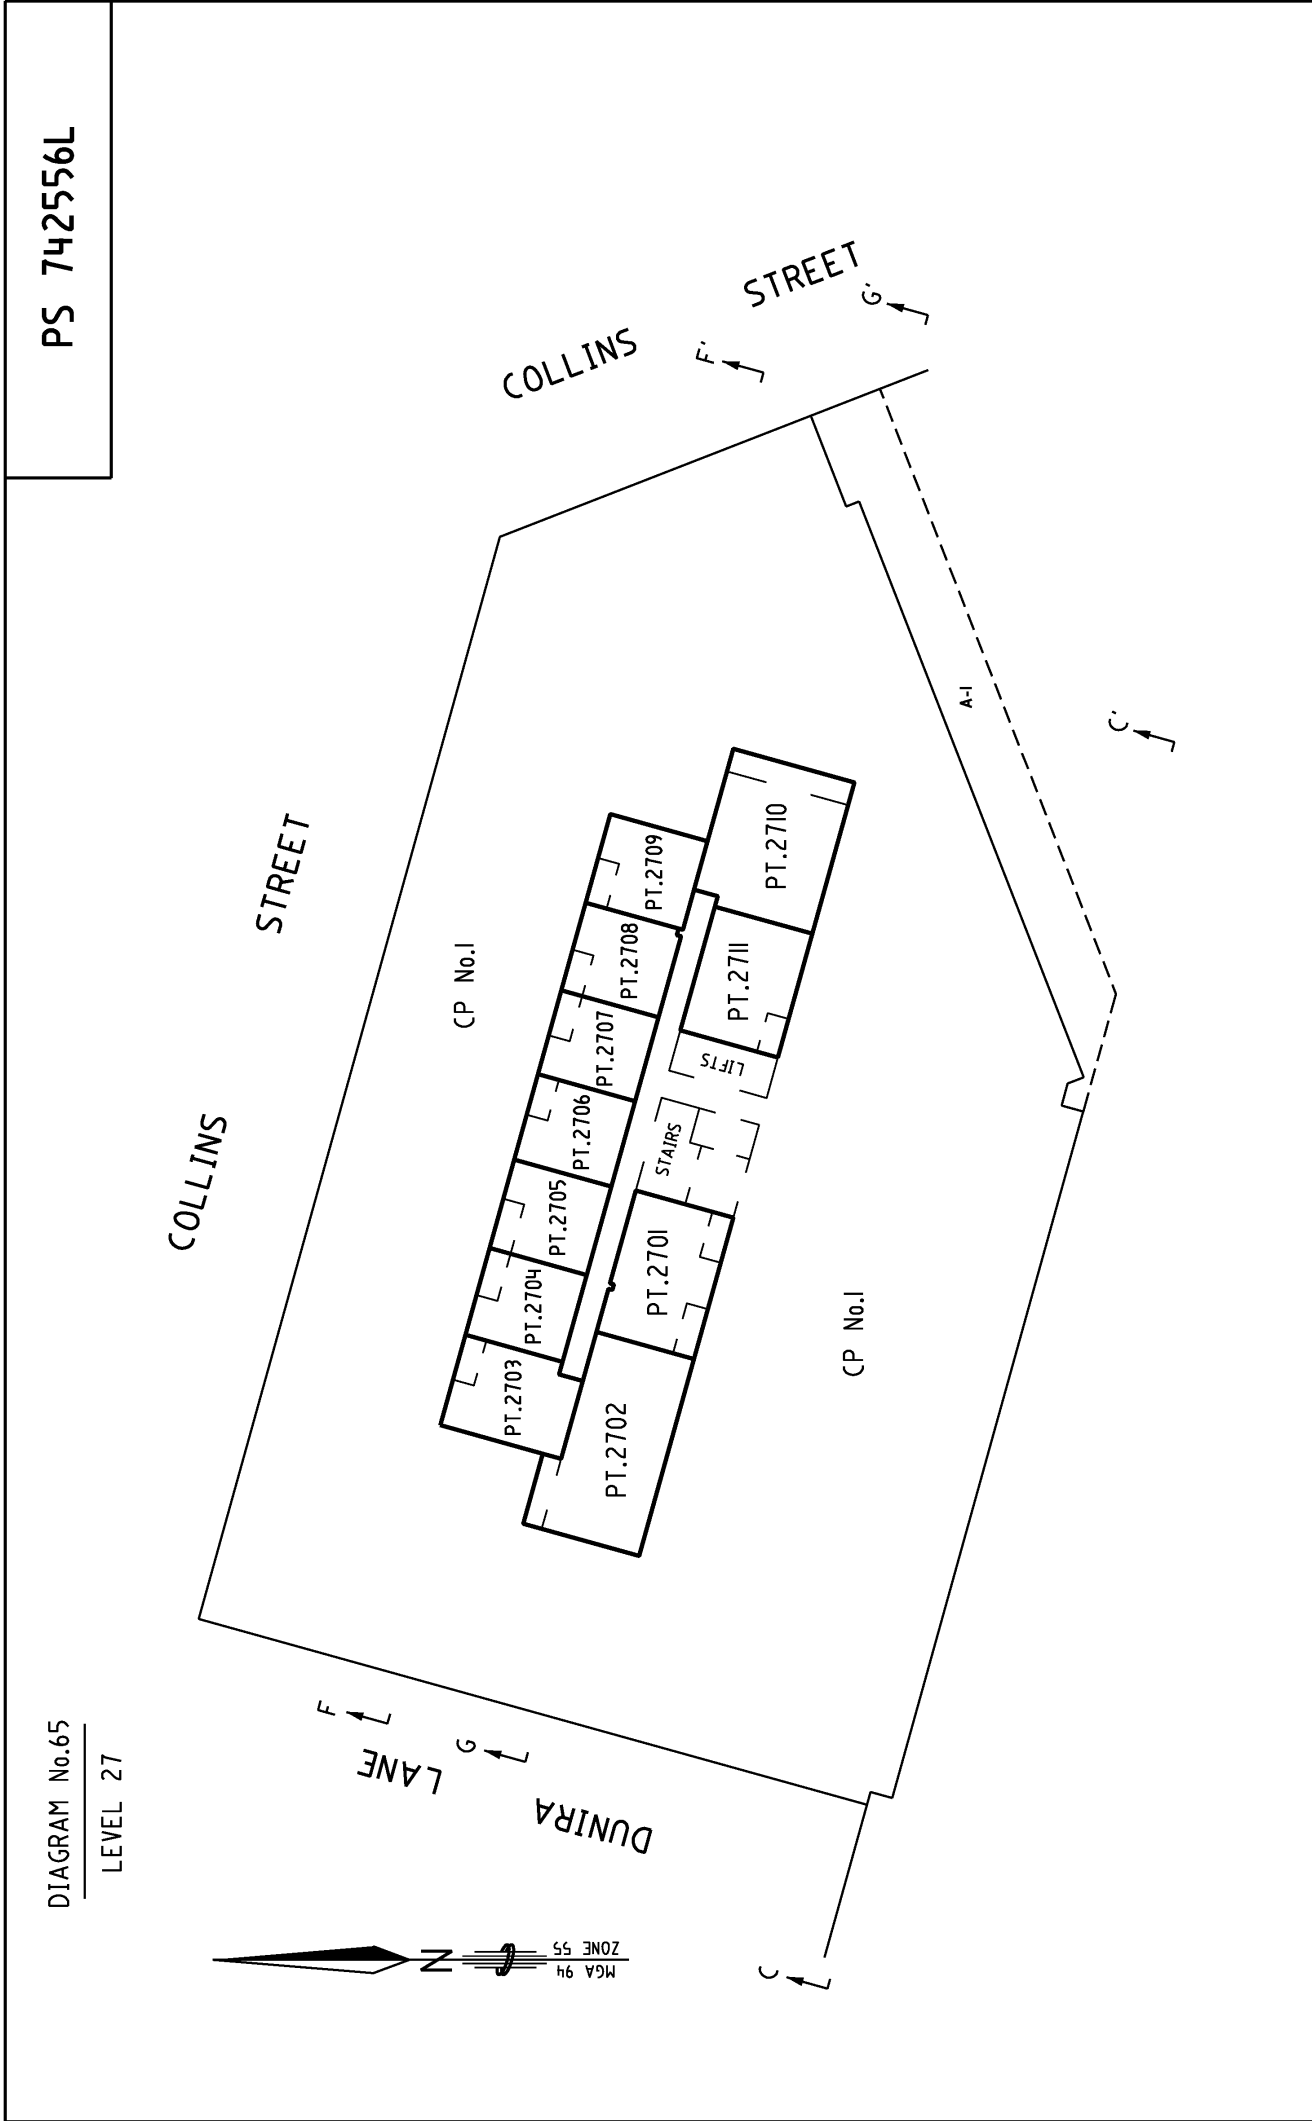 PS 742556L
DIAGRAM No.65
LEVEL 27
COLLINS STREET
COLLINS STREET
F'
G'
C'
A-1
CP No.1
PT.2703
PT.2704
PT.2705
PT.2706
PT.2707
PT.2708
PT.2709
PT.2702
PT.2701
STAIRS
LIFTS
PT.2711
PT.2710
CP No.1
F
G
C
DUNIRA LANE
N
MGA 94
ZONE 55